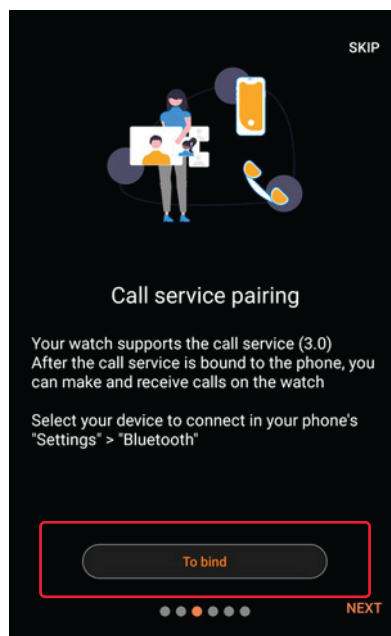 SKIP
Call service pairing
Your watch supports the call service (3.0)
After the call service is bound to the phone, you
can make and receive calls on the watch
Select your device to connect in your phone's
"Settings" > "Bluetooth"
To bind
NEXT